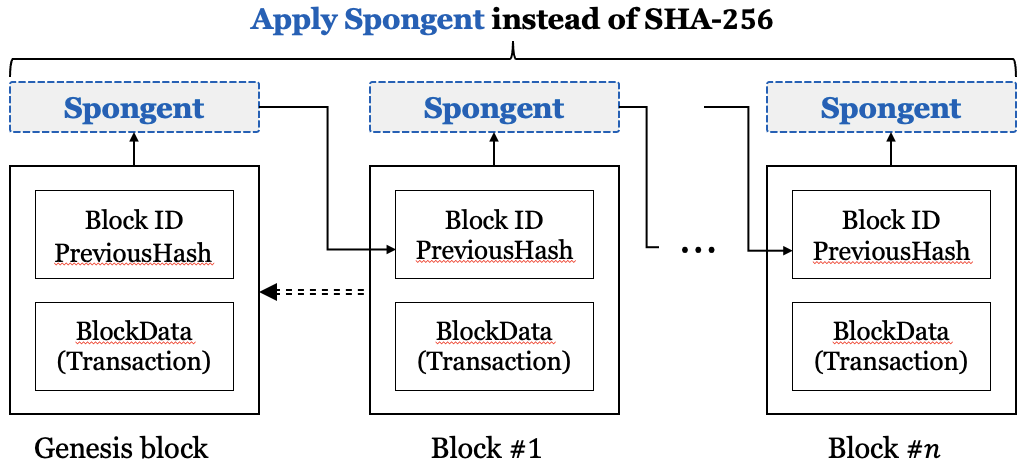 Apply Spongent instead of SHA-256
Spongent
Spongent
Spongent
Block ID
PreviousHash
BlockData
(Transaction)
Genesis block
Block ID
PreviousHash
BlockData
(Transaction)
Block #1
...
Block ID
PreviousHash
BlockData
(Transaction)
Block #n